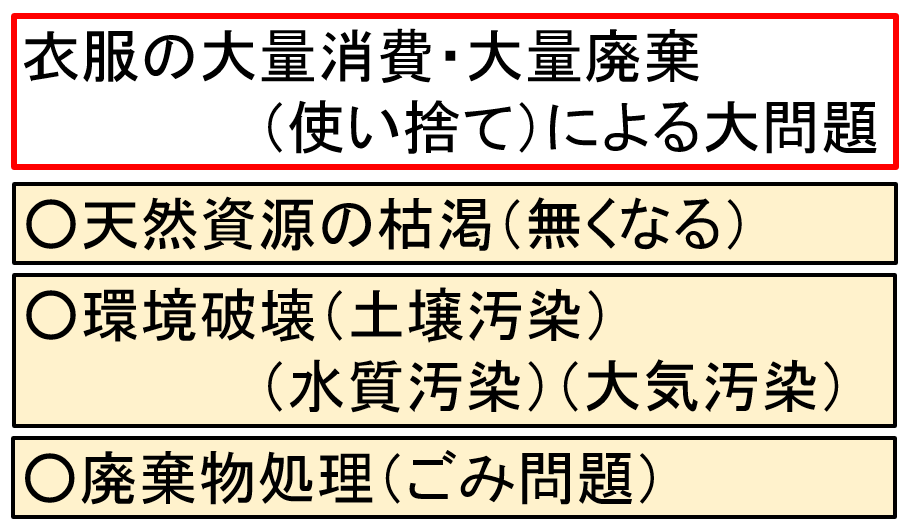 衣服の大量消費・大量廃棄
（使い捨て）による大問題
〇天然資源の枯渇（無くなる）
〇環境破壊（土壌汚染）
（水質汚染）（大気汚染）
〇廃棄物処理（ごみ問題）